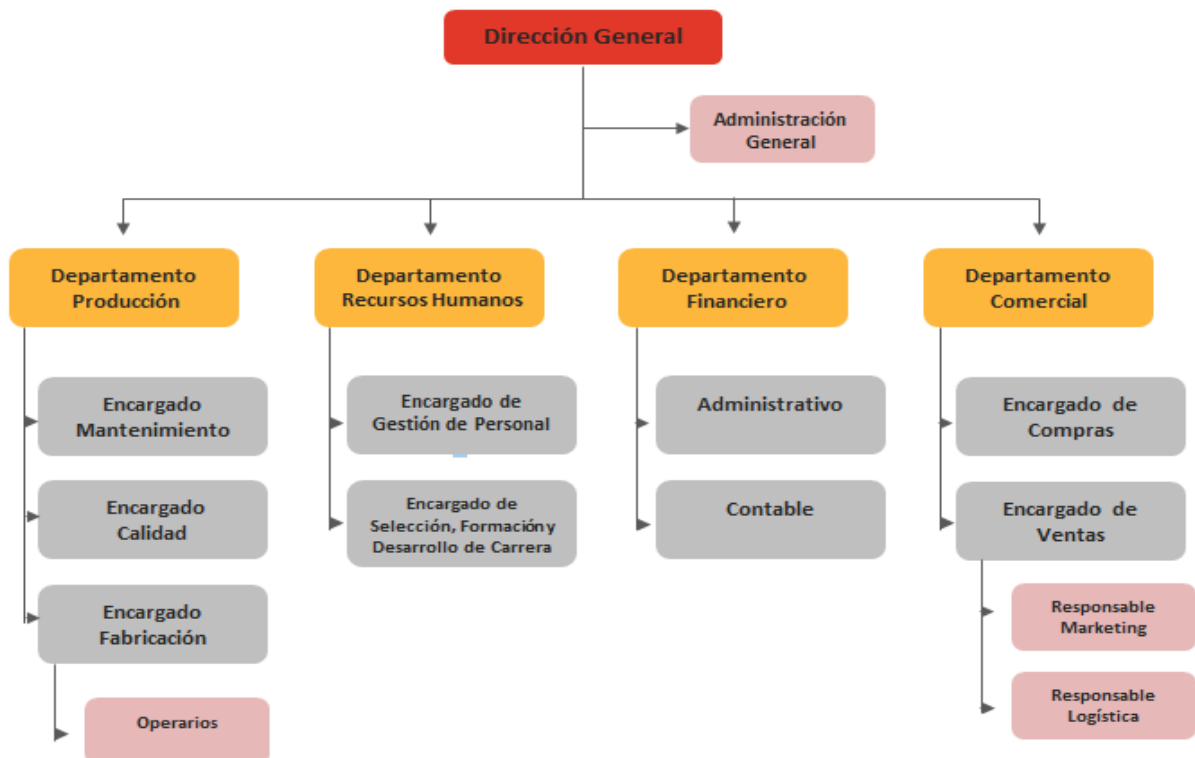 Dirección General
Administración
General
Departamento
Producción
Encargado
Mantenimiento
Encargado
Calidad
Encargado
Fabricación
Operarios
Departamento
Recursos Humanos
Encargado de
Gestión de Personal
Encargado de
Selección, Formación y
Desarrollo de Carrera
Departamento
Financiero
Administrativo
Contable
Departamento
Comercial
Encargado de
Compras
Encargado de
Ventas
Responsable
Marketing
Responsable
Logística